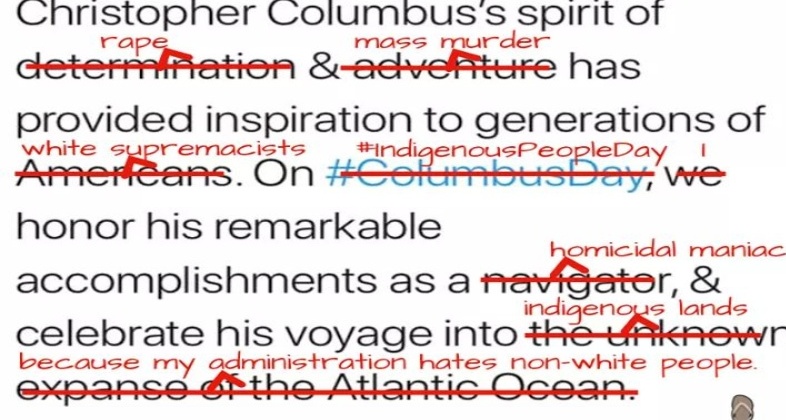 Christopher Columbus's spirit of
rape mass murder
determination & adventure has
provided inspiration to generations of
white supremacists #IndigenousPeopleDay I
Americans. On #ColumbusDay, we
honor his remarkable
homicidal maniac
accomplishments as a navigator, &
indigenous lands
celebrate his voyage into the unknown
because my administration hates non-white people.
expanse of the Atlantic Ocean.